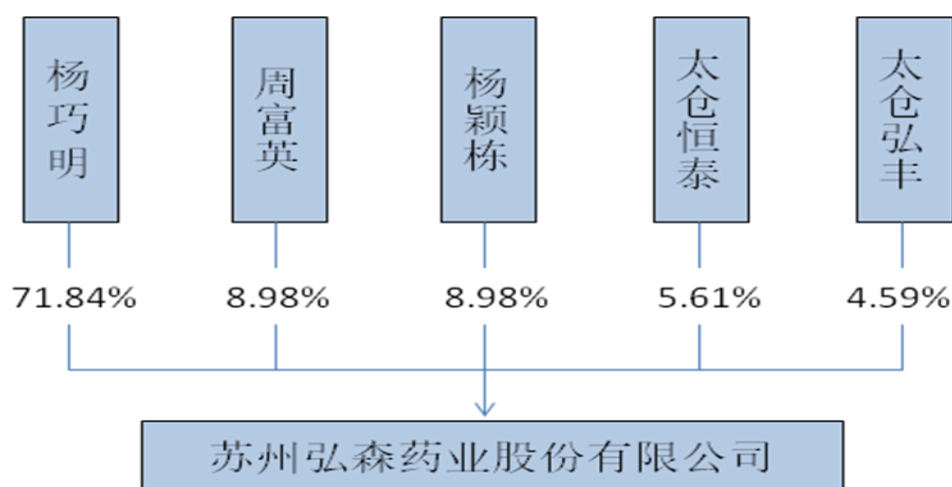 杨巧明
周富英
杨颖栋
太仓恒泰
太仓弘丰
71.84%
8.98%
8.98%
5.61%
4.59%
苏州弘森药业股份有限公司